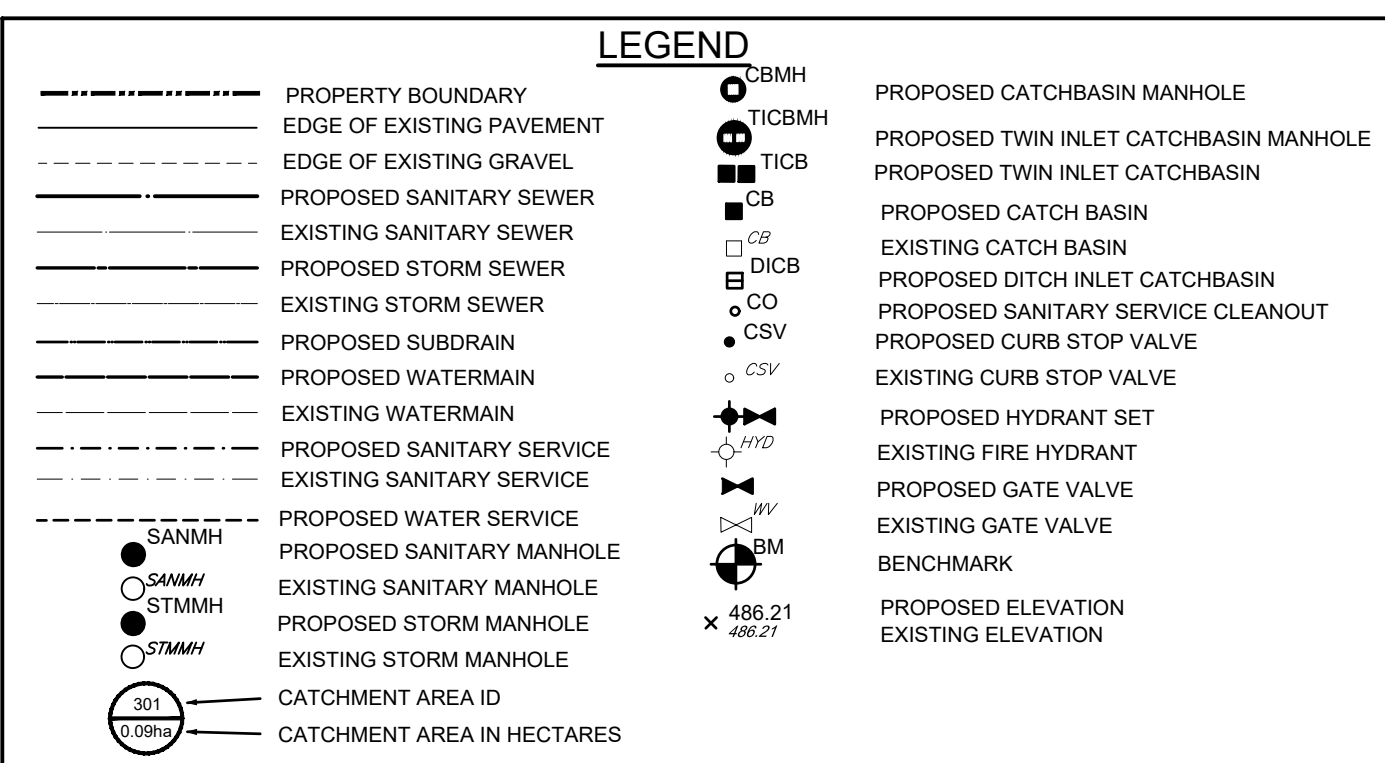 LEGEND
PROPERTY BOUNDARY
EDGE OF EXISTING PAVEMENT
EDGE OF EXISTING GRAVEL
PROPOSED SANITARY SEWER
EXISTING SANITARY SEWER
PROPOSED STORM SEWER
EXISTING STORM SEWER
PROPOSED SUBDRAIN
PROPOSED WATERMAIN
EXISTING WATERMAIN
PROPOSED SANITARY SERVICE
EXISTING SANITARY SERVICE
PROPOSED WATER SERVICE
SANMH PROPOSED SANITARY MANHOLE
SANMH EXISTING SANITARY MANHOLE
STMMH PROPOSED STORM MANHOLE
STMMH EXISTING STORM MANHOLE
301 CATCHMENT AREA ID
0.09ha CATCHMENT AREA IN HECTARES
CBMH PROPOSED CATCHBASIN MANHOLE
TICBMH PROPOSED TWIN INLET CATCHBASIN MANHOLE
TICB PROPOSED TWIN INLET CATCHBASIN
CB PROPOSED CATCH BASIN
CB EXISTING CATCH BASIN
DICB PROPOSED DITCH INLET CATCHBASIN
CO PROPOSED SANITARY SERVICE CLEANOUT
CSV PROPOSED CURB STOP VALVE
CSV EXISTING CURB STOP VALVE
PROPOSED HYDRANT SET
HYD EXISTING FIRE HYDRANT
PROPOSED GATE VALVE
WV EXISTING GATE VALVE
BM BENCHMARK
486.21 PROPOSED ELEVATION
486.21 EXISTING ELEVATION